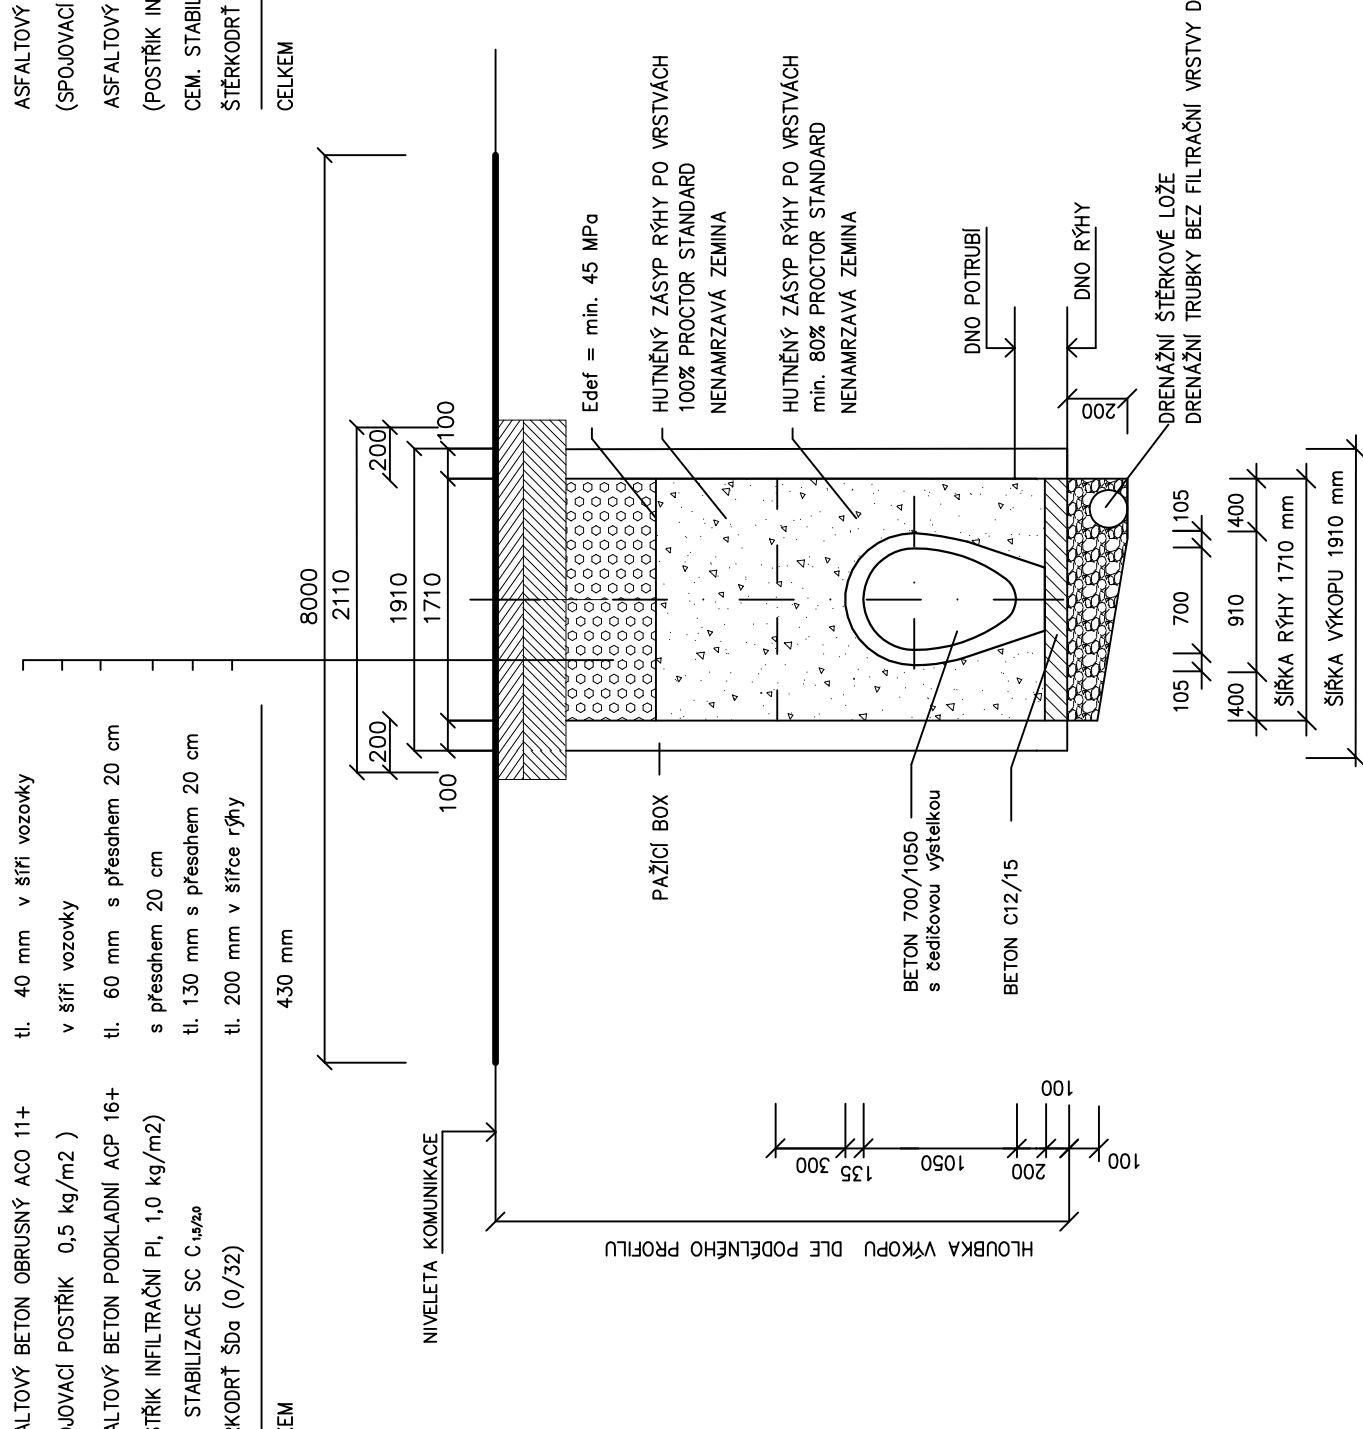 ALTOVÝ BETON OBRUSNÝ ACO 11+ tl. 40 mm v šíři vozovky
OJOVACÍ POSTŘIK 0,5 kg/m2 ) v šíři vozovky
ALTOVÝ BETON PODKLADNÍ ACP 16+ tl. 60 mm s přesahem 20 cm
STŘIK INFILTRAČNÍ PI, 1,0 kg/m2) s přesahem 20 cm
STABILIZACE SC C1,5/2,0 tl. 130 mm s přesahem 20 cm
RKODRŤ ŠDa (0/32) tl. 200 mm v šířce rýhy
KEM 430 mm
ASFALTOVÝ
(SPOJOVACÍ
ASFALTOVÝ
(POSTŘIK IN
CEM. STABIL
ŠTĚRKODRŤ
CELKEM
8000
2110
200
200
1910
1710
100
100
NIVELETA KOMUNIKACE
Edef = min. 45 MPa
HUTNĚNÝ ZÁSYP RÝHY PO VRSTVÁCH
100% PROCTOR STANDARD
NENAMRZAVÁ ZEMINA
HUTNĚNÝ ZÁSYP RÝHY PO VRSTVÁCH
min. 80% PROCTOR STANDARD
NENAMRZAVÁ ZEMINA
PAŽÍCÍ BOX
BETON 700/1050
s čedičovou výstelkou
BETON C12/15
DNO POTRUBÍ
DNO RÝHY
200
DRENÁŽNÍ ŠTĚRKOVÉ LOŽE
DRENÁŽNÍ TRUBKY BEZ FILTRAČNÍ VRSTVY D
HLOUBKA VÝKOPU DLE PODÉLNÉHO PROFILU
300
135
1050
200
100
100
105
700
105
400
910
400
ŠÍŘKA RÝHY 1710 mm
ŠÍŘKA VÝKOPU 1910 mm